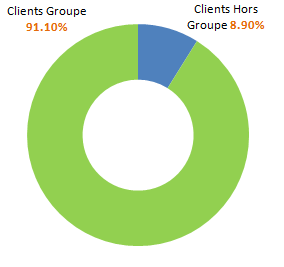 Clients Groupe
91.10%
Clients Hors
Groupe 8.90%